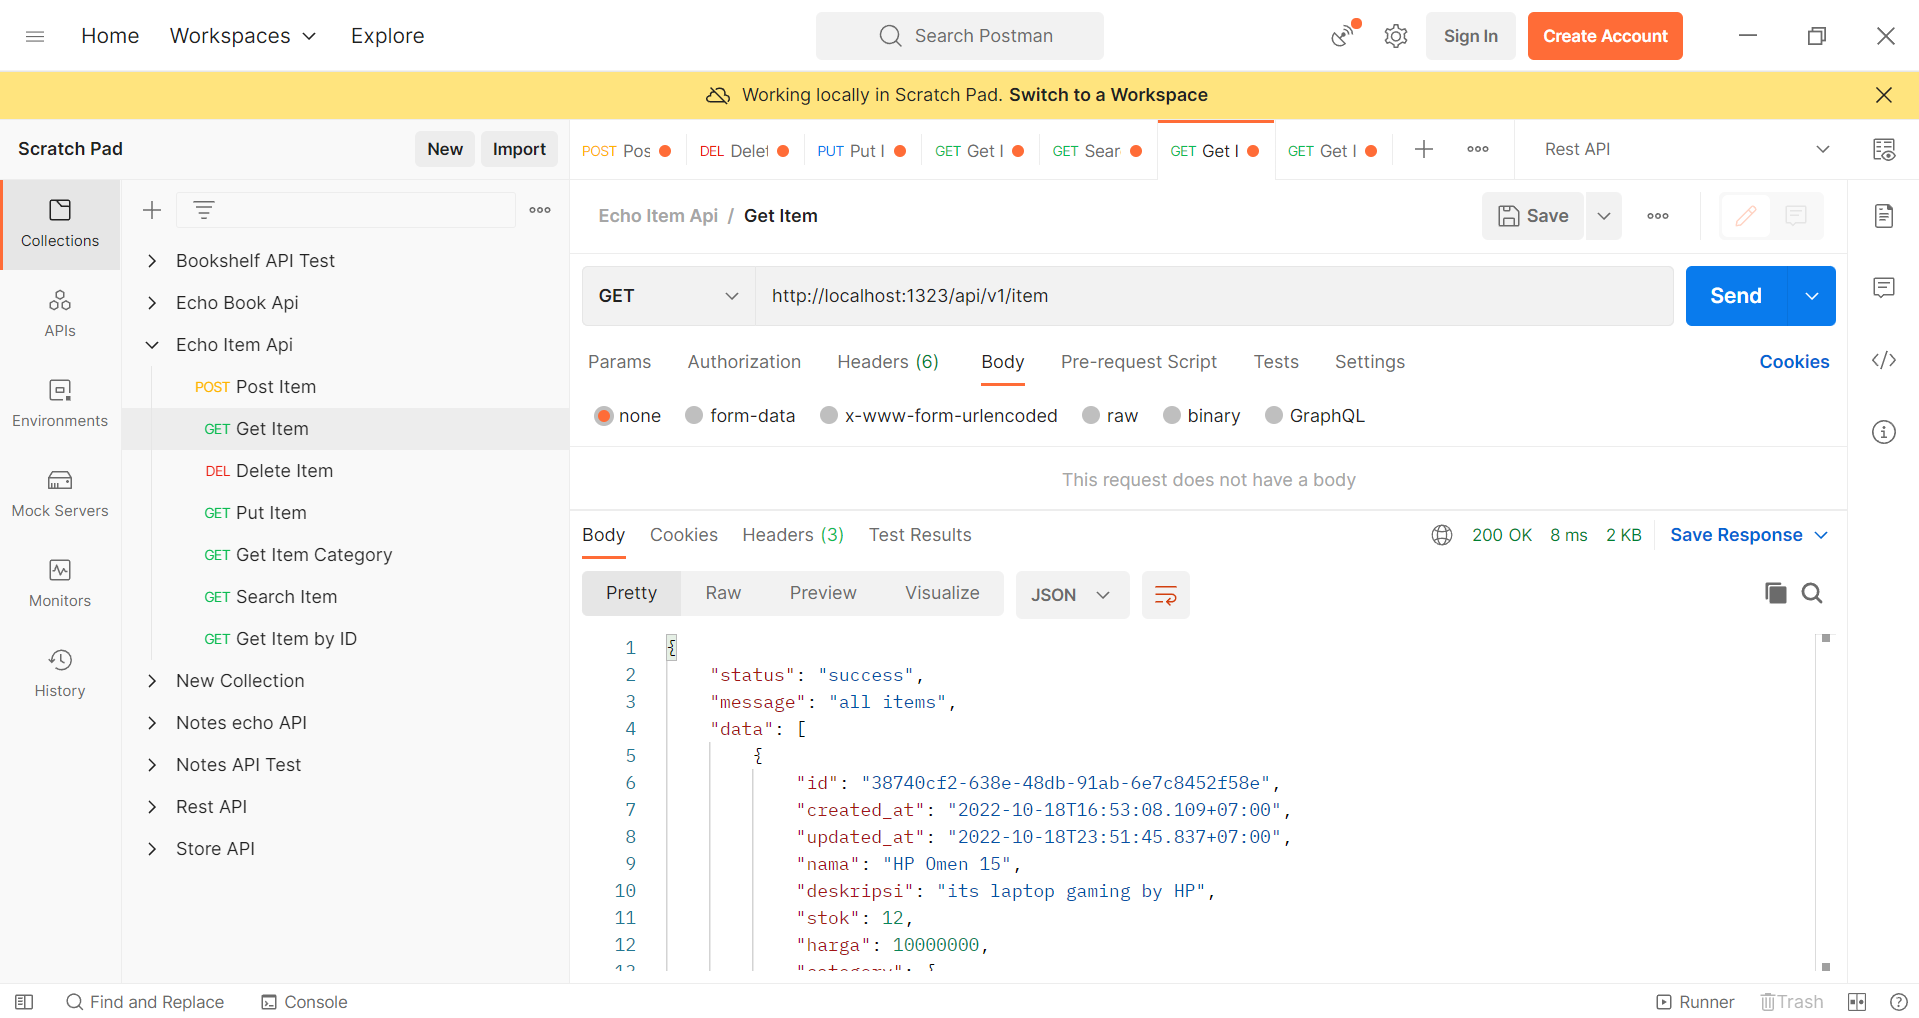 Home Workspaces Explore Search Postman Sign In Create Account
Working locally in Scratch Pad. Switch to a Workspace
Scratch Pad New Import
POST Pos DEL Delet PUT Put I GET Get I GET Sear GET Get I GET Get I Rest API
Collections
APIs
Environments
Mock Servers
Monitors
History
Bookshelf API Test
Echo Book Api
Echo Item Api
POST Post Item
GET Get Item
DEL Delete Item
GET Put Item
GET Get Item Category
GET Search Item
GET Get Item by ID
New Collection
Notes echo API
Notes API Test
Rest API
Store API
Echo Item Api / Get Item Save
GET http://localhost:1323/api/v1/item Send
Params Authorization Headers (6) Body Pre-request Script Tests Settings Cookies
none form-data x-www-form-urlencoded raw binary GraphQL
This request does not have a body
Body Cookies Headers (3) Test Results 200 OK 8 ms 2 KB Save Response
Pretty Raw Preview Visualize JSON
1 {
2 "status": "success",
3 "message": "all items",
4 "data": [
5 {
6 "id": "38740cf2-638e-48db-91ab-6e7c8452f58e",
7 "created_at": "2022-10-18T16:53:08.109+07:00",
8 "updated_at": "2022-10-18T23:51:45.837+07:00",
9 "nama": "HP Omen 15",
10 "deskripsi": "its laptop gaming by HP",
11 "stok": 12,
12 "harga": 10000000,
13 "category": {
Find and Replace Console Runner Trash